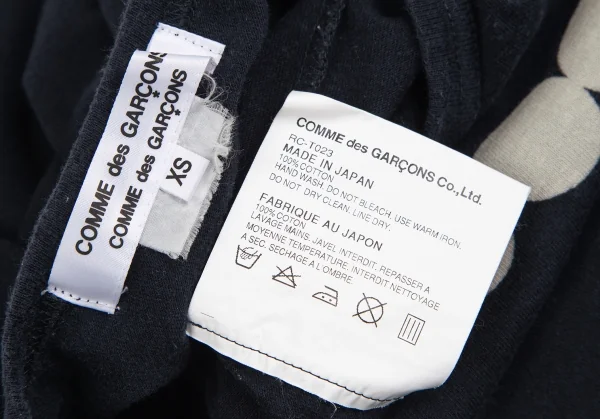 COMME des GARÇONS
COMME des GARÇONS
XS
COMME des GARÇONS Co.,Ltd.
RC-T023
MADE IN JAPAN
100% COTTON
HAND WASH. DO NOT BLEACH. USE WARM IRON.
DO NOT DRY CLEAN. LINE DRY.
FABRIQUE AU JAPON
100% COTON
LAVAGE MAINS. JAVEL INTERDIT. REPASSER A
MOYENNE TEMPERATURE. INTERDIT NETTOYAGE
A SEC. SECHAGE A L'OMBRE.